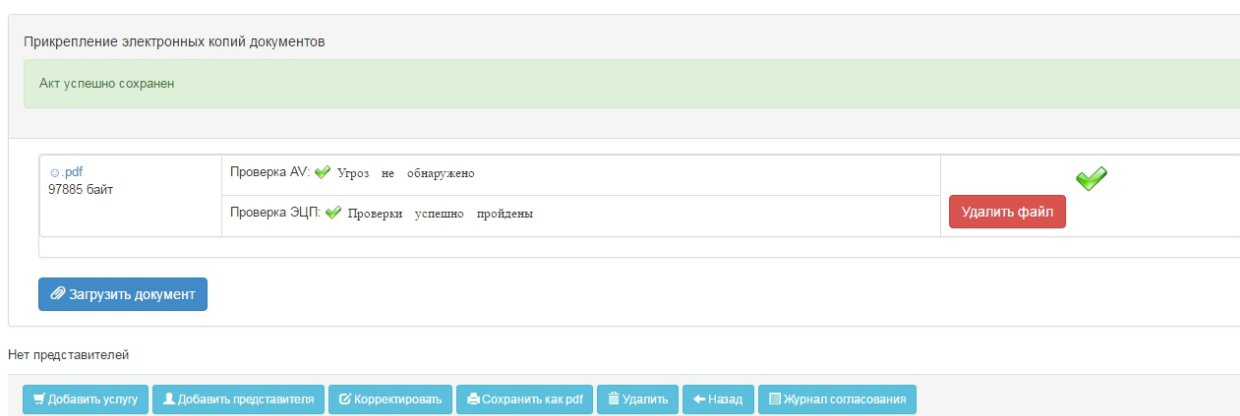 Прикрепление электронных копий документов
Акт успешно сохранен
☺.pdf
97885 байт
Проверка AV: Угроз не обнаружено
Проверка ЭЦП: Проверки успешно пройдены
Удалить файл
Загрузить документ
Нет представителей
Добавить услугу Добавить представителя Корректировать Сохранить как pdf Удалить Назад Журнал согласования